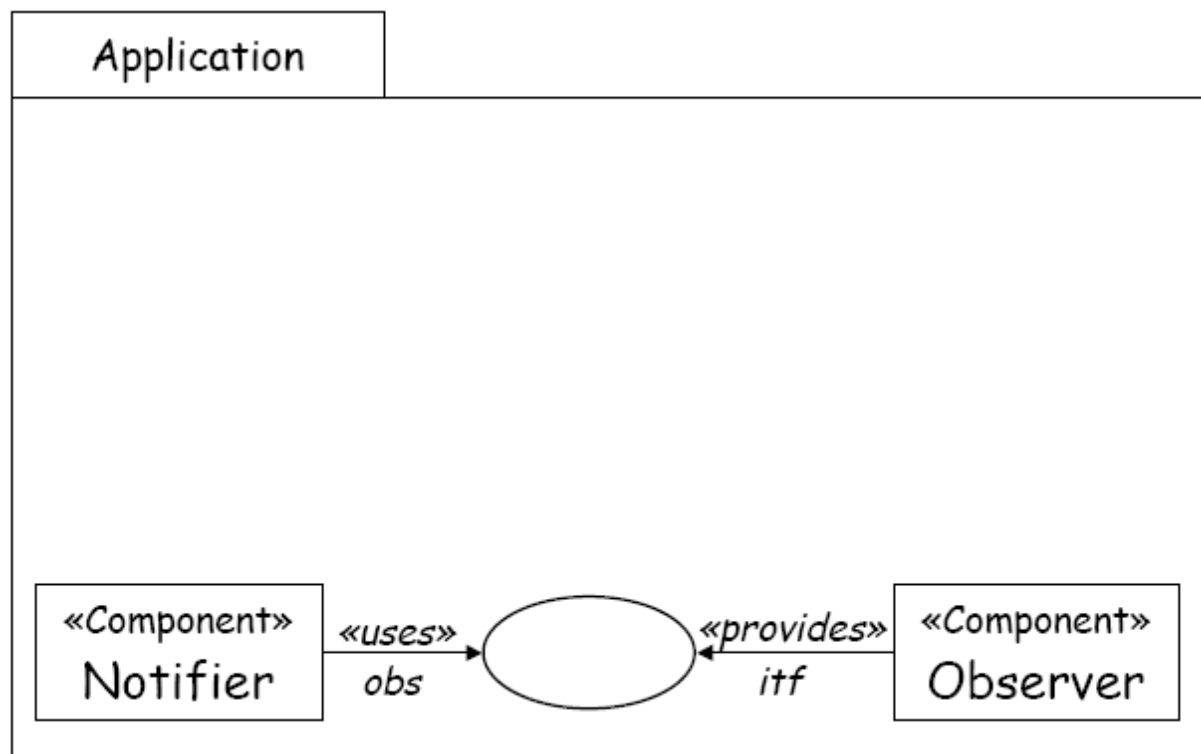 Application
«Component»
Notifier
«uses»
obs
«provides»
itf
«Component»
Observer